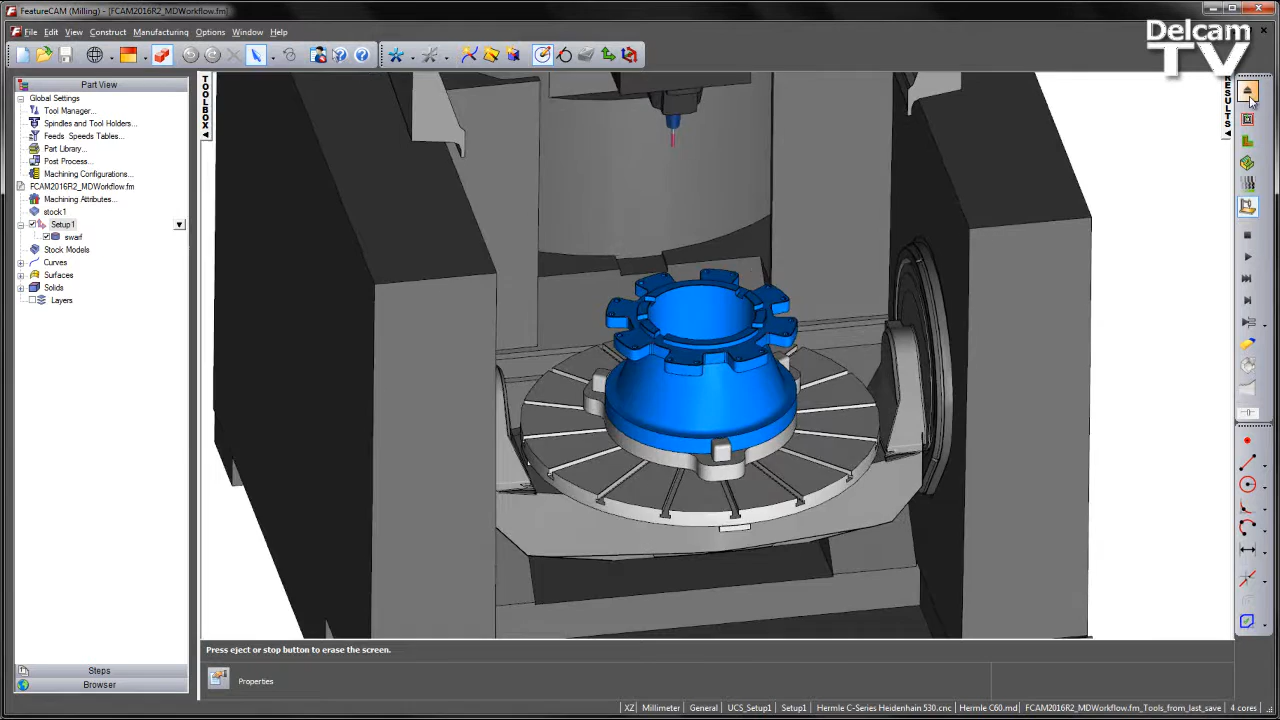 FeatureCAM (Milling) - [FCAM2016R2_MDWorkflow.fm]
File Edit View Construct Manufacturing Options Window Help
Delcam
TV
Part View
Global Settings
Tool Manager...
Spindles and Tool Holders...
Feeds Speeds Tables...
Part Library...
Post Process...
Machining Configurations...
FCAM2016R2_MDWorkflow.fm
Machining Attributes...
stock1
Setup1
swarf
Stock Models
Curves
Surfaces
Solids
Layers
Steps
Browser
TOOLBOX
RESULTS
Press eject or stop button to erase the screen.
Properties
XZ Millimeter General UCS_Setup1 Setup1 Hermle C-Series Heidenhain 530.cnc Hermle C60.md FCAM2016R2_MDWorkflow.fm_Tools_from_last_save 4 cores